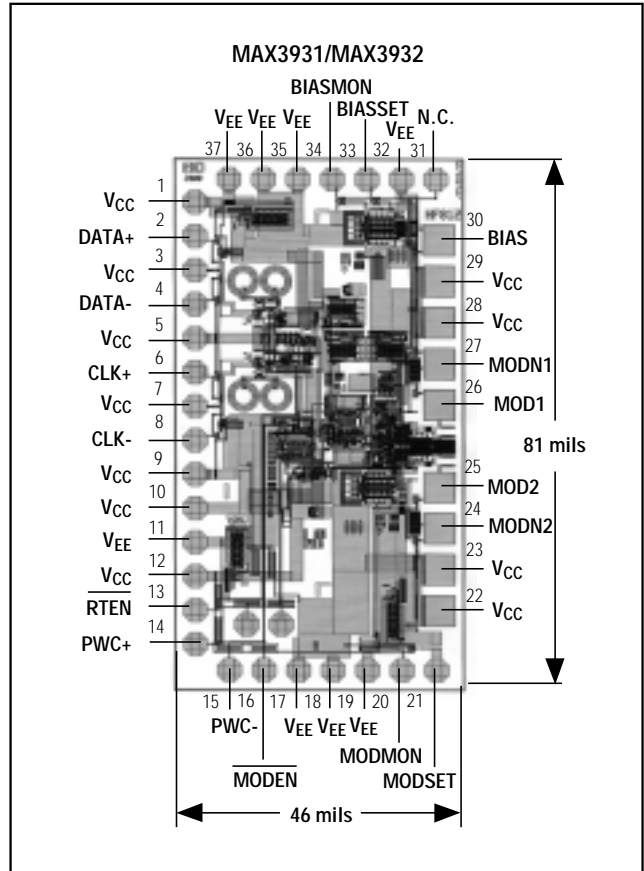 MAX3931/MAX3932
BIASMON
BIASSET
VEE VEE VEE VEE N.C.
37 36 35 34 33 32 31
1 VCC
2 DATA+
3 VCC
4 DATA-
5 VCC
6 CLK+
7 VCC
8 CLK-
9 VCC
10 VCC
11 VEE
12 VCC
13 RTEN
14 PWC+
30 BIAS
29 VCC
28 VCC
27 MODN1
26 MOD1
81 mils
25 MOD2
24 MODN2
23 VCC
22 VCC
15 16 17 18 19 20 21
PWC- VEE VEE VEE
MODMON
MODEN MODSET
46 mils
HF81Z